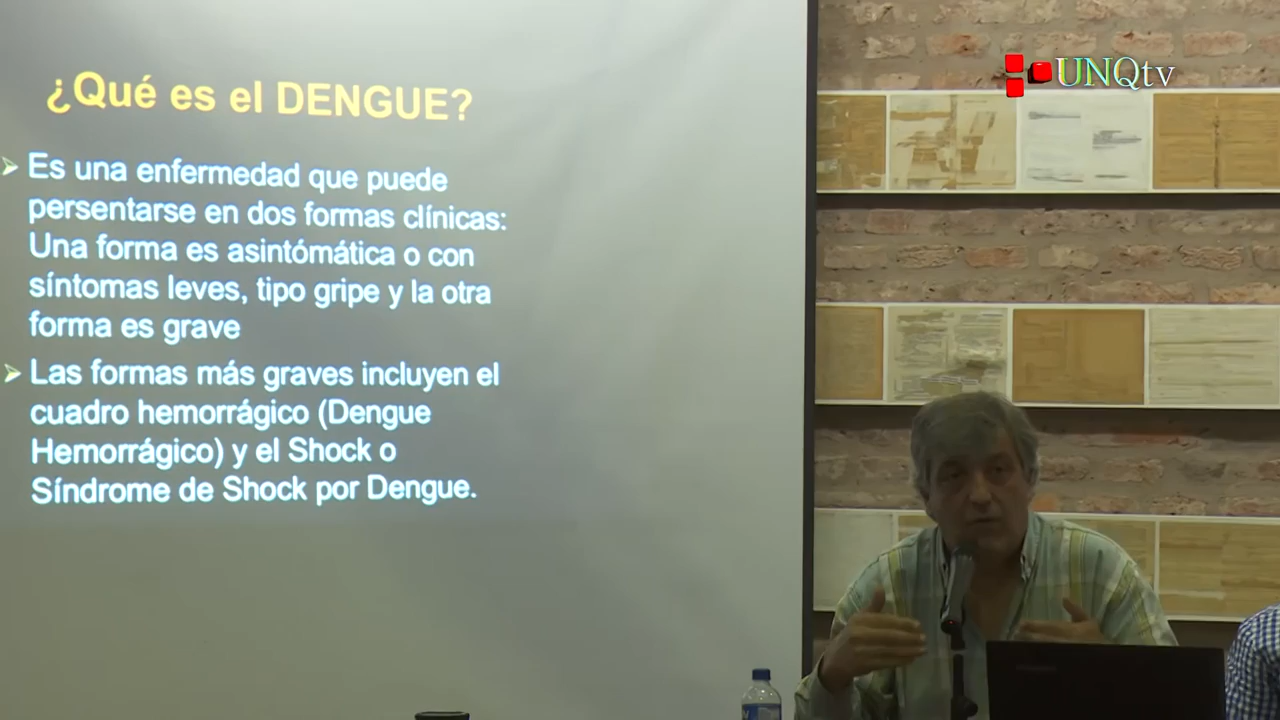 UNQtv
¿Qué es el DENGUE?
Es una enfermedad que puede
persentarse en dos formas clínicas:
Una forma es asintómática o con
síntomas leves, tipo gripe y la otra
forma es grave
Las formas más graves incluyen el
cuadro hemorrágico (Dengue
Hemorrágico) y el Shock o
Síndrome de Shock por Dengue.